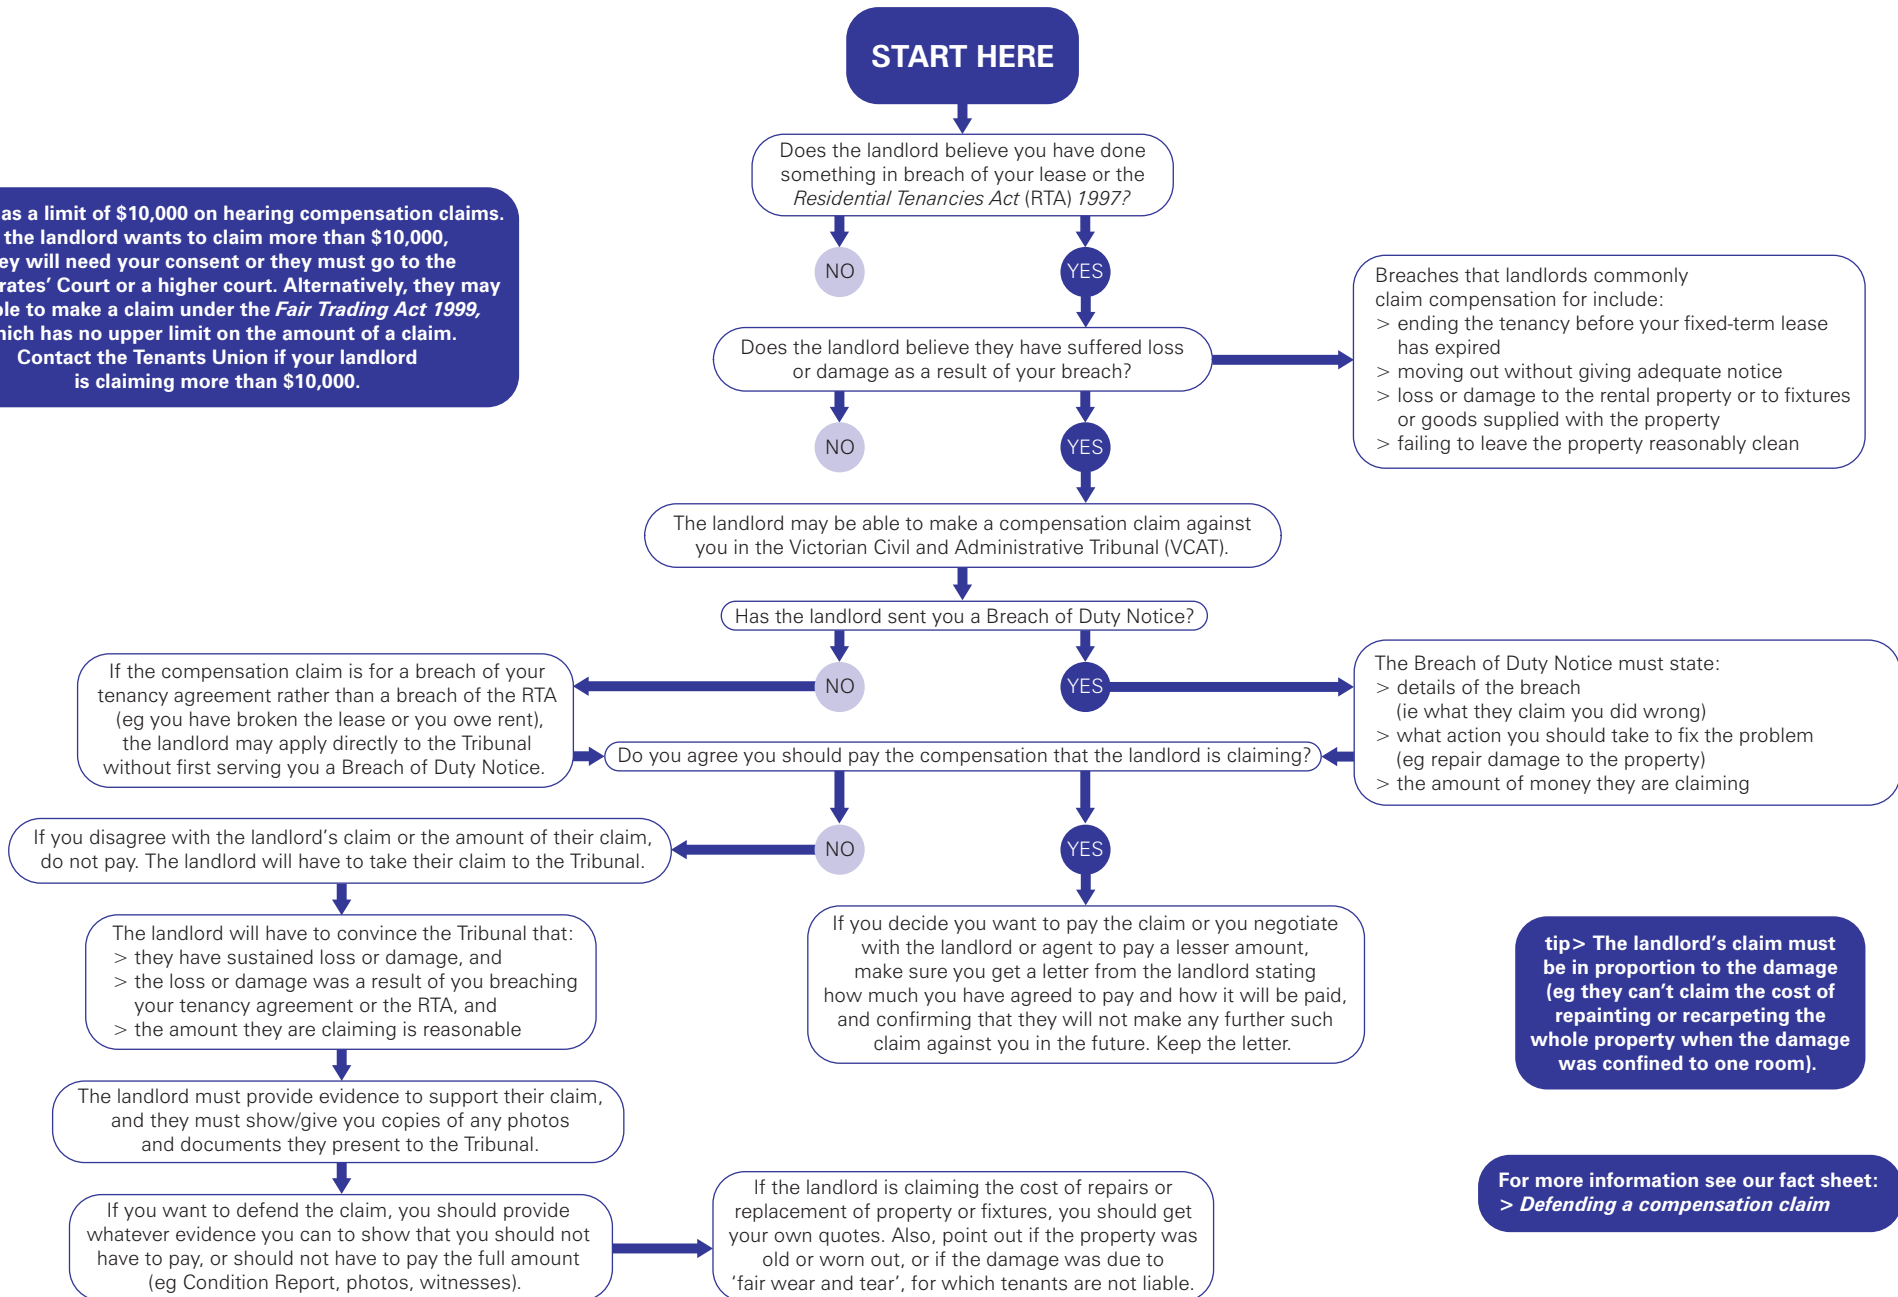 START HERE
Does the landlord believe you have done
something in breach of your lease or the
Residential Tenancies Act (RTA) 1997?
as a limit of $10,000 on hearing compensation claims.
the landlord wants to claim more than $10,000,
will need your consent or they must go to the
Court or a higher court. Alternatively, they may
to make a claim under the Fair Trading Act 1999,
has no upper limit on the amount of a claim.
Contact the Tenants Union if your landlord
is claiming more than $10,000.
NO
YES
Breaches that landlords commonly
claim compensation for include:
> ending the tenancy before your fixed-term lease
has expired
> moving out without giving adequate notice
> loss or damage to the rental property or to fixtures
or goods supplied with the property
> failing to leave the property reasonably clean
Does the landlord believe they have suffered loss
or damage as a result of your breach?
NO
YES
The landlord may be able to make a compensation claim against
you in the Victorian Civil and Administrative Tribunal (VCAT).
Has the landlord sent you a Breach of Duty Notice?
NO
YES
If the compensation claim is for a breach of your
tenancy agreement rather than a breach of the RTA
(eg you have broken the lease or you owe rent),
the landlord may apply directly to the Tribunal
without first serving you a Breach of Duty Notice.
The Breach of Duty Notice must state:
> details of the breach
(ie what they claim you did wrong)
> what action you should take to fix the problem
(eg repair damage to the property)
> the amount of money they are claiming
Do you agree you should pay the compensation that the landlord is claiming?
NO
YES
If you disagree with the landlord's claim or the amount of their claim,
do not pay. The landlord will have to take their claim to the Tribunal.
The landlord will have to convince the Tribunal that:
> they have sustained loss or damage, and
> the loss or damage was a result of you breaching
your tenancy agreement or the RTA, and
> the amount they are claiming is reasonable
If you decide you want to pay the claim or you negotiate
with the landlord or agent to pay a lesser amount,
make sure you get a letter from the landlord stating
how much you have agreed to pay and how it will be paid,
and confirming that they will not make any further such
claim against you in the future. Keep the letter.
tip> The landlord's claim must
be in proportion to the damage
(eg they can't claim the cost of
repainting or recarpeting the
whole property when the damage
was confined to one room).
The landlord must provide evidence to support their claim,
and they must show/give you copies of any photos
and documents they present to the Tribunal.
If you want to defend the claim, you should provide
whatever evidence you can to show that you should not
have to pay, or should not have to pay the full amount
(eg Condition Report, photos, witnesses).
If the landlord is claiming the cost of repairs or
replacement of property or fixtures, you should get
your own quotes. Also, point out if the property was
old or worn out, or if the damage was due to
'fair wear and tear', for which tenants are not liable.
For more information see our fact sheet:
> Defending a compensation claim